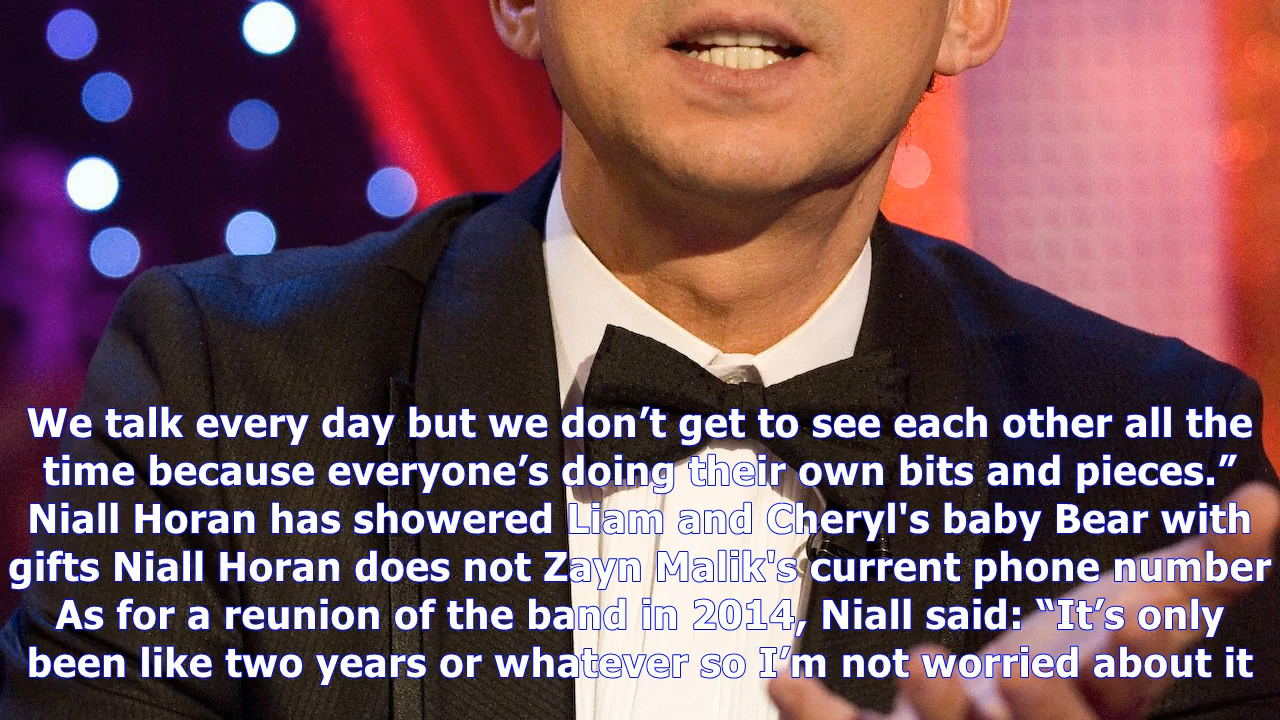 We talk every day but we don’t get to see each other all the
time because everyone’s doing their own bits and pieces.”
Niall Horan has showered Liam and Cheryl's baby Bear with
gifts Niall Horan does not Zayn Malik's current phone number
As for a reunion of the band in 2014, Niall said: “It’s only
been like two years or whatever so I’m not worried about it